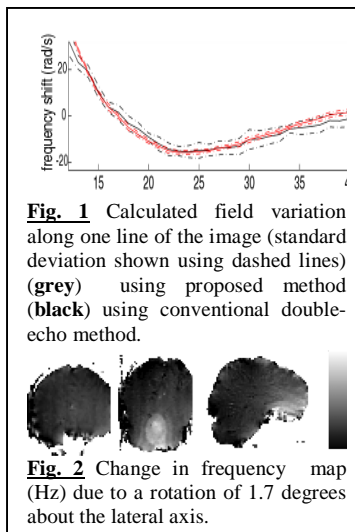 frequency shift (rad/s)
20
0
-20
15 20 25 30 35 4
Fig. 1 Calculated field variation
along one line of the image (standard
deviation shown using dashed lines)
(grey) using proposed method
(black) using conventional double-
echo method.
Fig. 2 Change in frequency map
(Hz) due to a rotation of 1.7 degrees
about the lateral axis.